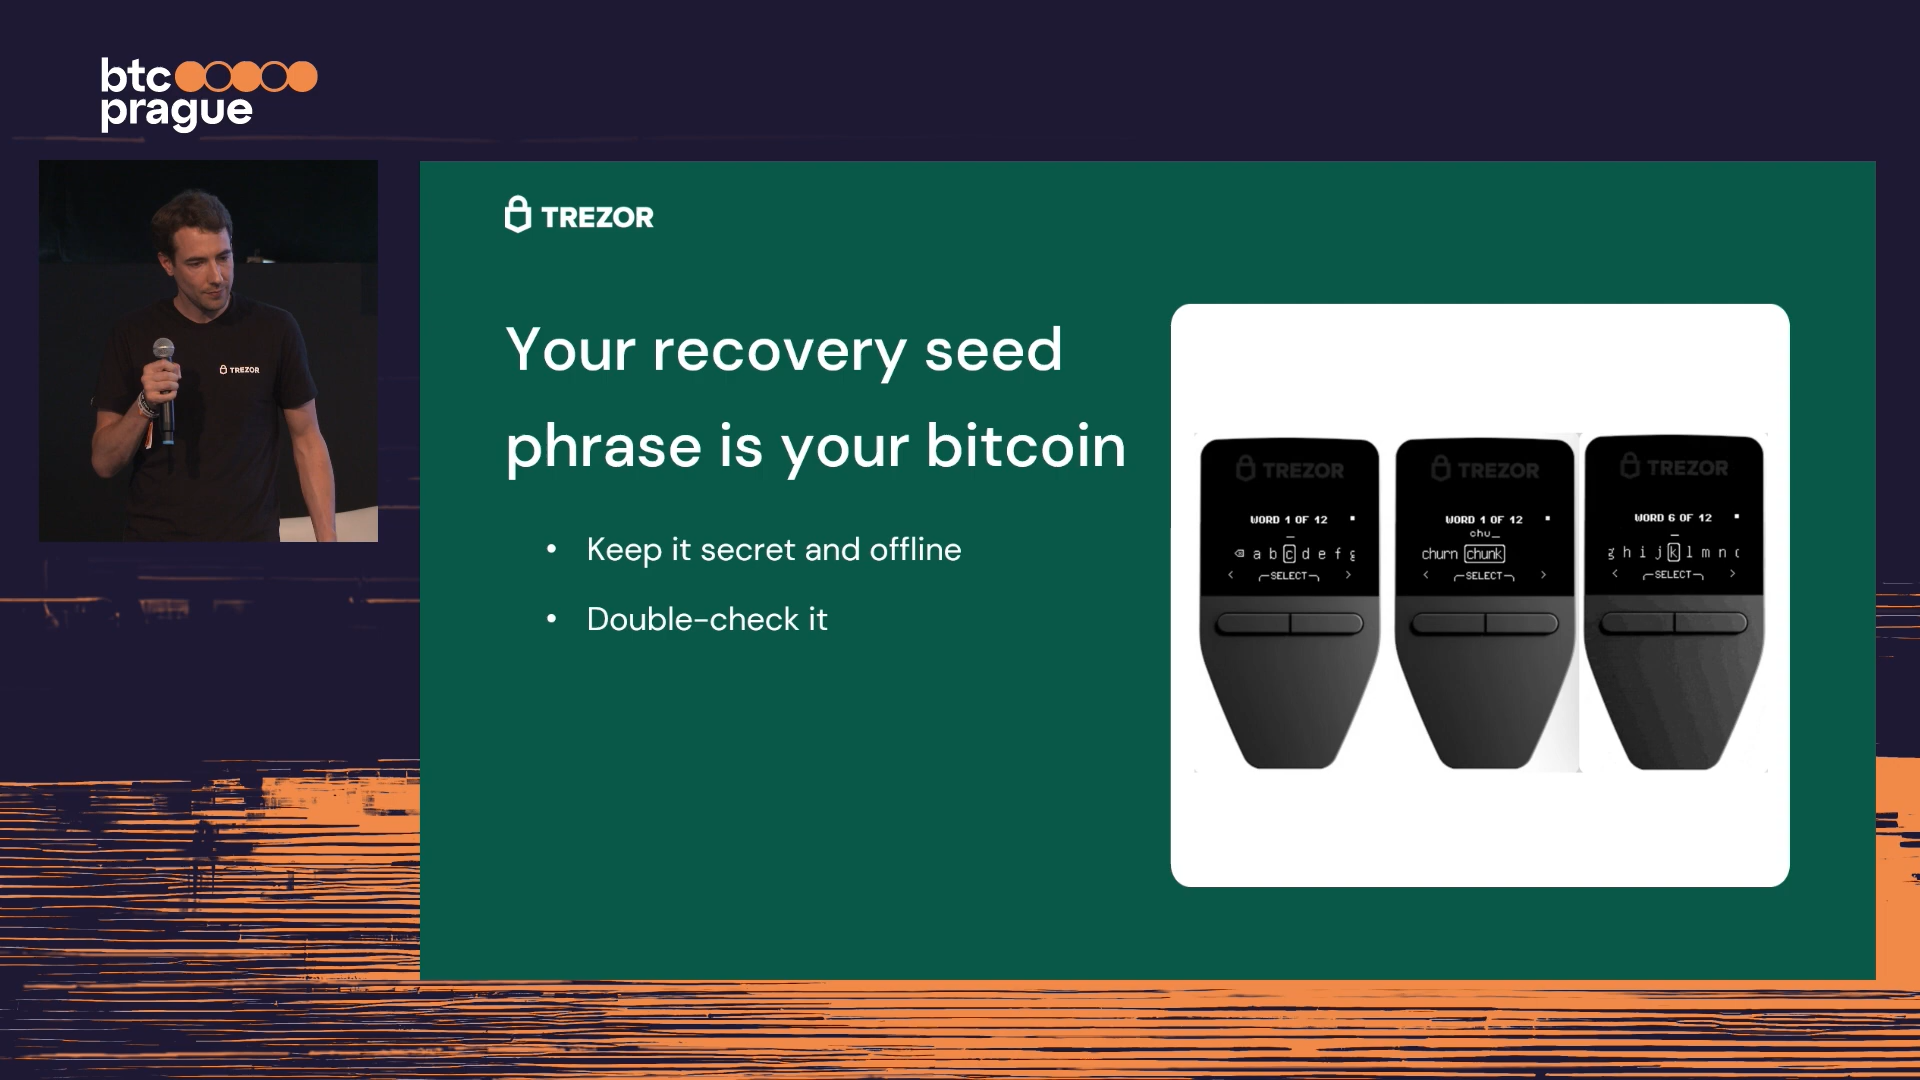 btc
prague
TREZOR
TREZOR
Your recovery seed
phrase is your bitcoin
• Keep it secret and offline
• Double-check it
TREZOR
WORD 1 OF 12
_
a b c d e f g
< SELECT >
TREZOR
WORD 1 OF 12
chu_
churn chunk
< SELECT >
TREZOR
WORD 6 OF 12
_
g h i j k l m n o
< SELECT >